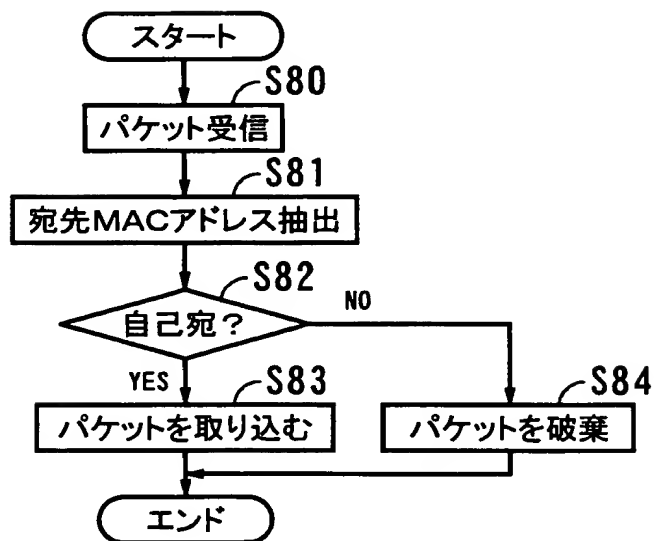 スタート
S80
パケット受信
S81
宛先MACアドレス抽出
S82
自己宛?
NO
YES
S83
パケットを取り込む
S84
パケットを破棄
エンド